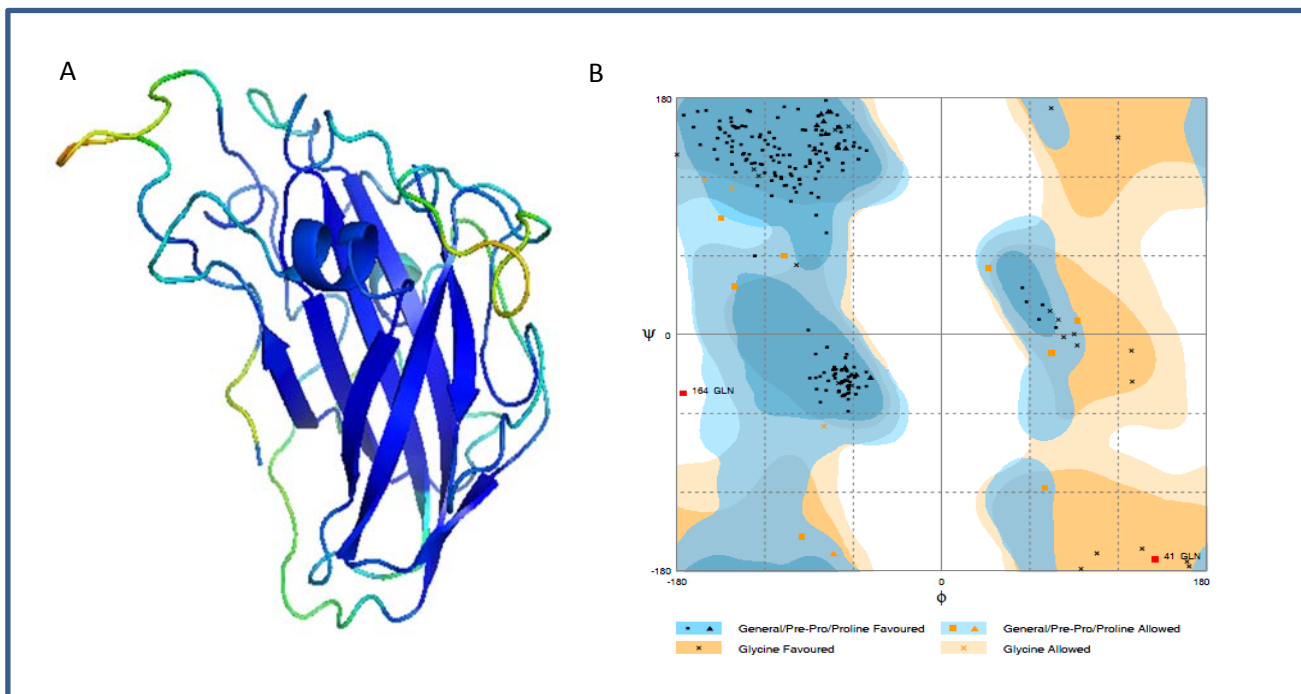 A
B
180
ψ
0
164 GLN
41 GLN
-180
-180
0
180
ϕ
General/Pre-Pro/Proline Favoured
General/Pre-Pro/Proline Allowed
Glycine Favoured
Glycine Allowed